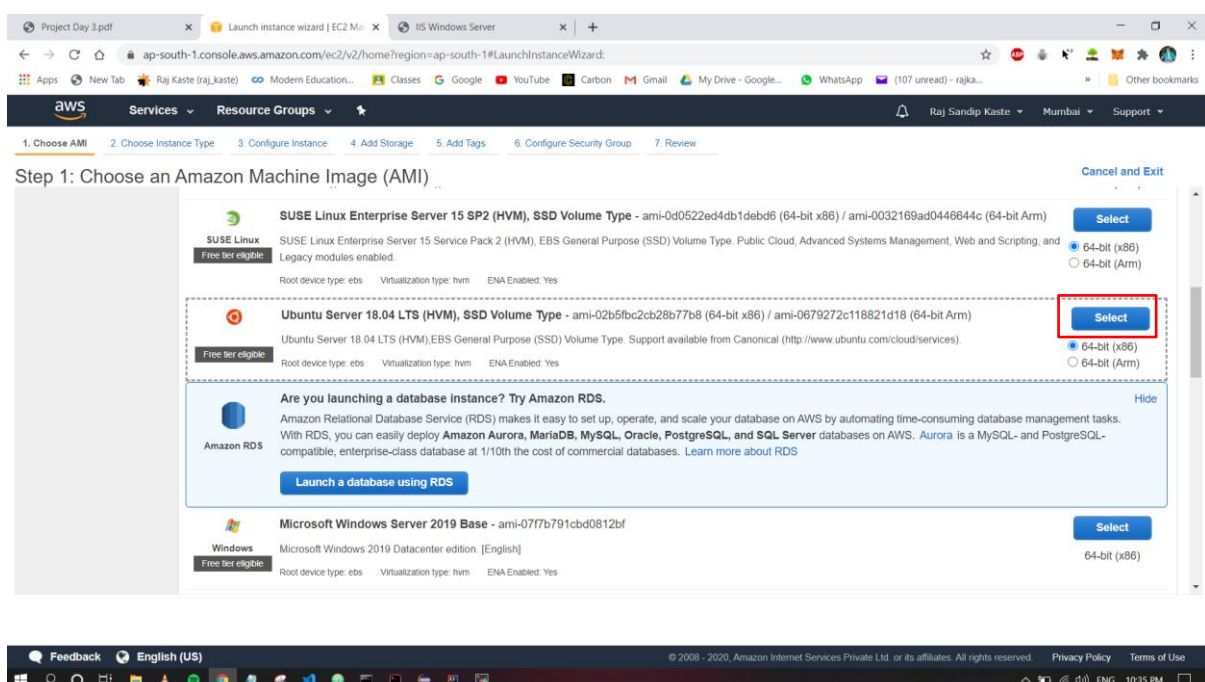 Project Day 3.pdf
Launch instance wizard | EC2 Ma
IIS Windows Server
ap-south-1.console.aws.amazon.com/ec2/v2/home?region=ap-south-1#LaunchInstanceWizard:
Apps
New Tab
Raj Kaste (raj_kaste)
Modern Education...
Classes
Google
YouTube
Carbon
Gmail
My Drive - Google...
WhatsApp
(107 unread) - rajka...
»
Other bookmarks
aws
Services
Resource Groups
Raj Sandip Kaste
Mumbai
Support
1. Choose AMI
2. Choose Instance Type
3. Configure Instance
4. Add Storage
5. Add Tags
6. Configure Security Group
7. Review
Step 1: Choose an Amazon Machine Image (AMI)
Cancel and Exit
SUSE Linux
Free tier eligible
SUSE Linux Enterprise Server 15 SP2 (HVM), SSD Volume Type - ami-0d0522ed4db1debd6 (64-bit x86) / ami-0032169ad0446644c (64-bit Arm)
SUSE Linux Enterprise Server 15 Service Pack 2 (HVM), EBS General Purpose (SSD) Volume Type. Public Cloud, Advanced Systems Management, Web and Scripting, and
Legacy modules enabled.
Root device type: ebs Virtualization type: hvm ENA Enabled: Yes
Select
64-bit (x86)
64-bit (Arm)
Free tier eligible
Ubuntu Server 18.04 LTS (HVM), SSD Volume Type - ami-02b5fbc2cb28b77b8 (64-bit x86) / ami-0679272c118821d18 (64-bit Arm)
Ubuntu Server 18.04 LTS (HVM),EBS General Purpose (SSD) Volume Type. Support available from Canonical (http://www.ubuntu.com/cloud/services).
Root device type: ebs Virtualization type: hvm ENA Enabled: Yes
Select
64-bit (x86)
64-bit (Arm)
Amazon RDS
Are you launching a database instance? Try Amazon RDS.
Hide
Amazon Relational Database Service (RDS) makes it easy to set up, operate, and scale your database on AWS by automating time-consuming database management tasks.
With RDS, you can easily deploy Amazon Aurora, MariaDB, MySQL, Oracle, PostgreSQL, and SQL Server databases on AWS. Aurora is a MySQL- and PostgreSQL-
compatible, enterprise-class database at 1/10th the cost of commercial databases. Learn more about RDS
Launch a database using RDS
Windows
Free tier eligible
Microsoft Windows Server 2019 Base - ami-07f7b791cbd0812bf
Microsoft Windows 2019 Datacenter edition. [English]
Root device type: ebs Virtualization type: hvm ENA Enabled: Yes
Select
64-bit (x86)
Feedback
English (US)
© 2008 - 2020, Amazon Internet Services Private Ltd. or its affiliates. All rights reserved.
Privacy Policy
Terms of Use
ENG
10:35 PM